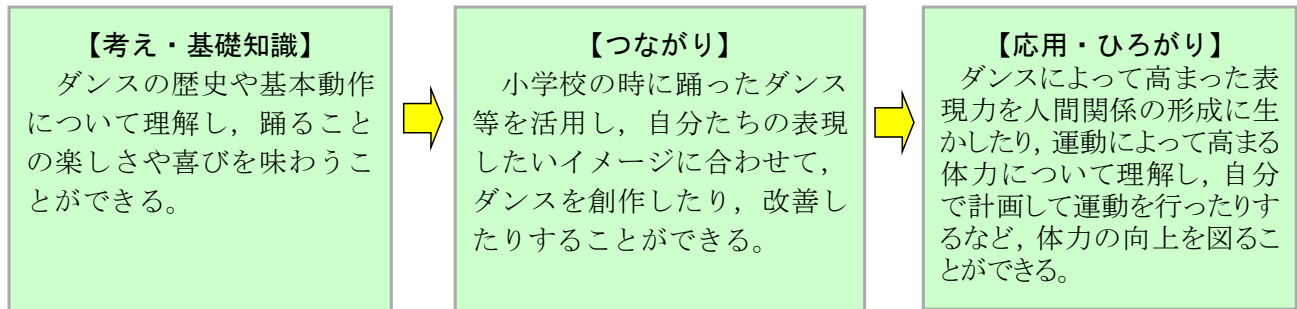 【考え・基礎知識】
ダンスの歴史や基本動作
について理解し，踊ること
の楽しさや喜びを味わうこ
とができる。
【つながり】
小学校の時に踊ったダンス
等を活用し，自分たちの表現
したいイメージに合わせて，
ダンスを創作したり，改善し
たりすることができる。
【応用・ひろがり】
ダンスによって高まった表
現力を人間関係の形成に生
かしたり，運動によって高まる
体力について理解し，自分
で計画して運動を行ったりす
るなど，体力の向上を図るこ
とができる。